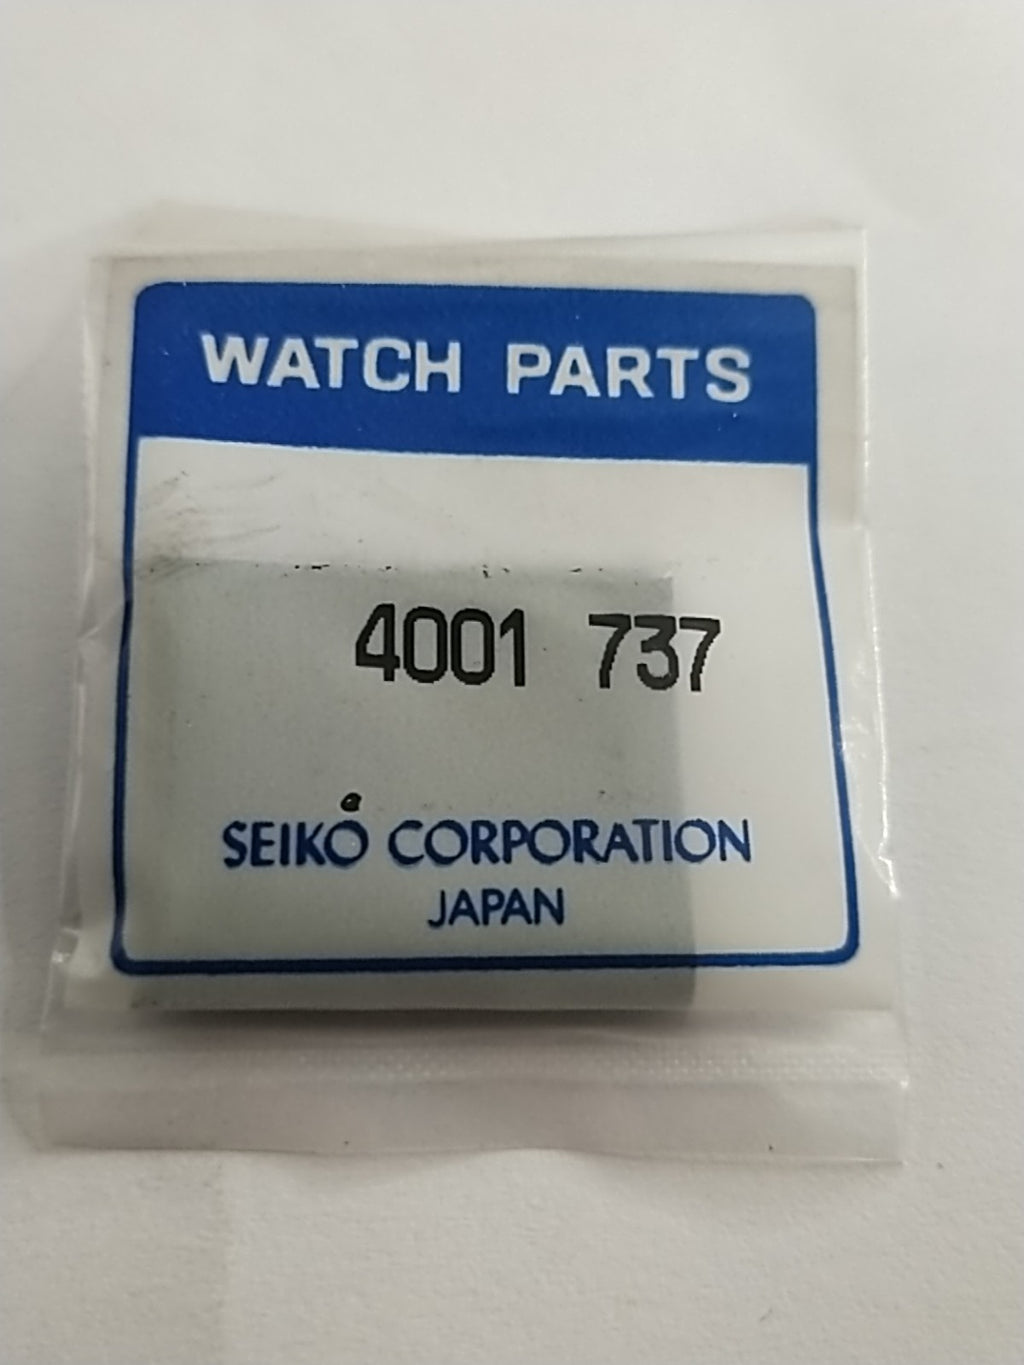 WATCH PARTS
4001 737
SEIKO CORPORATION
JAPAN